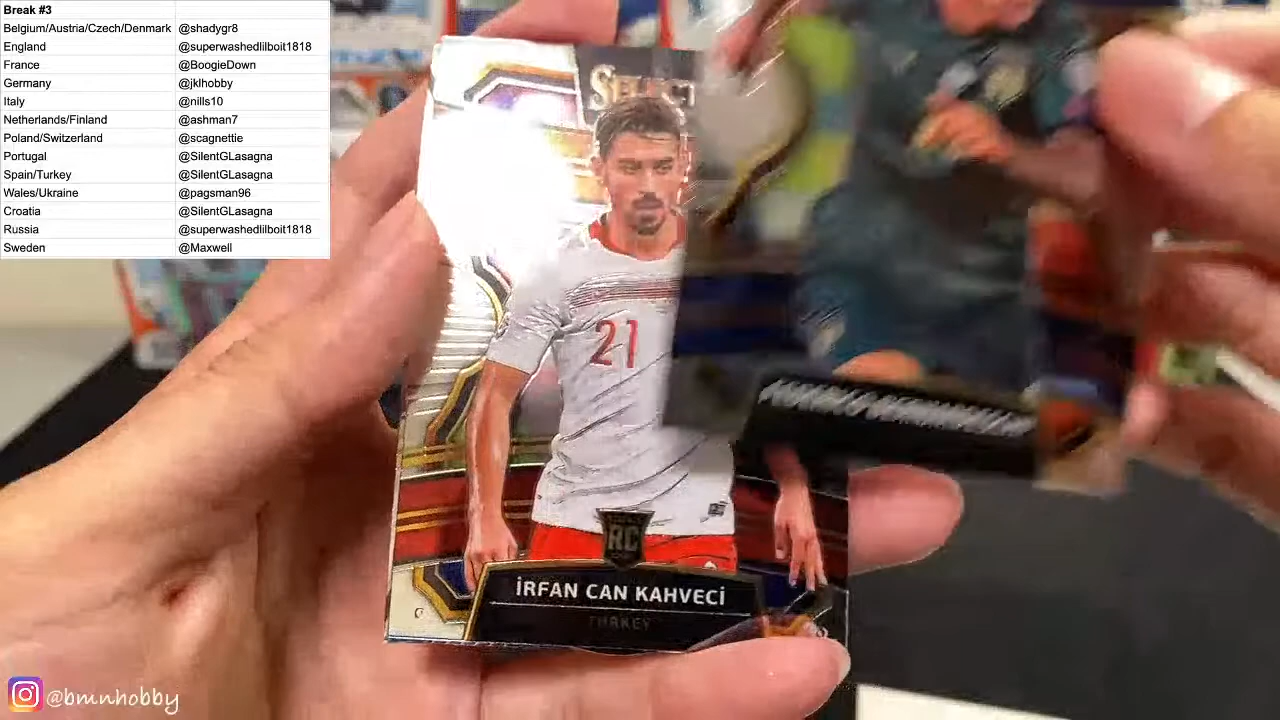 Break #3
Belgium/Austria/Czech/Denmark @shadygr8
England @superwashedlilboit1818
France @BoogieDown
Germany @jklhobby
Italy @nills10
Netherlands/Finland @ashman7
Poland/Switzerland @scagnettie
Portugal @SilentGLasagna
Spain/Turkey @SilentGLasagna
Wales/Ukraine @pagsman96
Croatia @SilentGLasagna
Russia @superwashedlilboit1818
Sweden @Maxwell
SELECT
21
RC
İRFAN CAN KAHVECİ
TURKEY
@bmnhobby